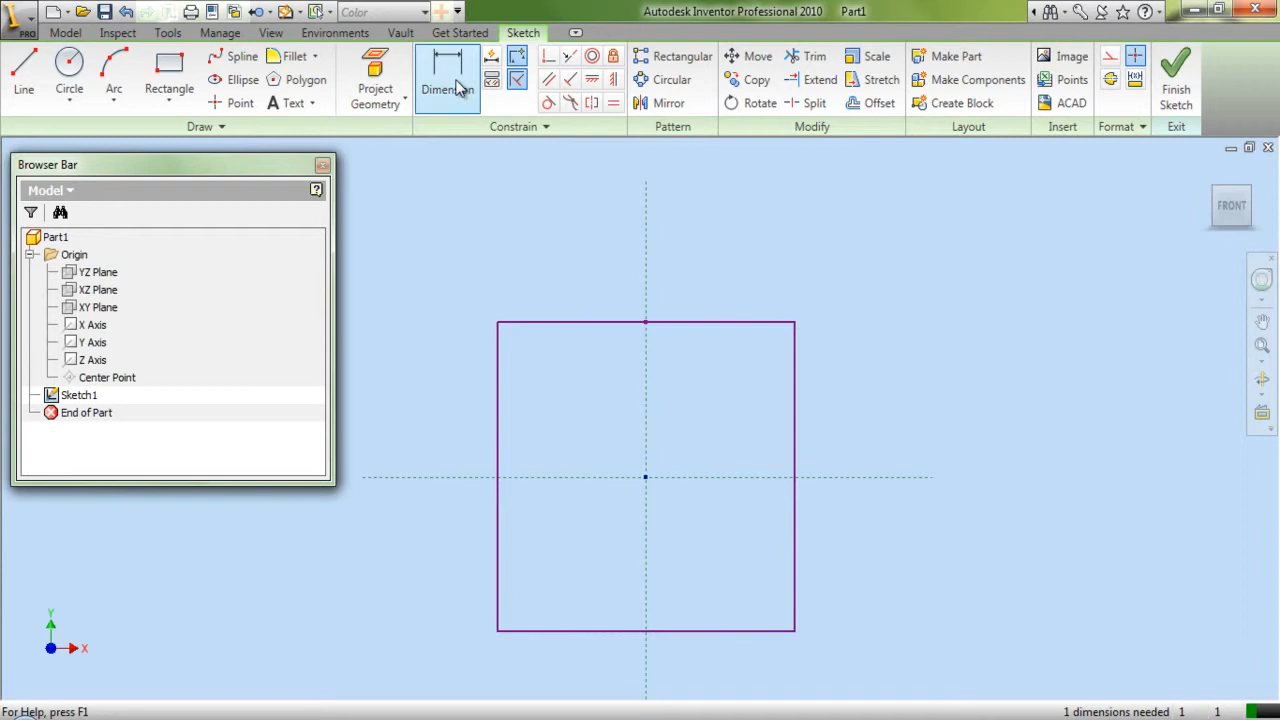 Color
Autodesk Inventor Professional 2010 Part1
PRO
Model Inspect Tools Manage View Environments Vault Get Started Sketch
Line
Circle
Arc
Rectangle
Spline
Fillet
Ellipse
Polygon
Point
Text
Project
Geometry
Dimension
Rectangular
Circular
Mirror
Move
Trim
Scale
Copy
Extend
Stretch
Rotate
Split
Offset
Make Part
Make Components
Create Block
Image
Points
ACAD
Finish
Sketch
Draw Constrain Pattern Modify Layout Insert Format Exit
Browser Bar
Model
Part1
Origin
YZ Plane
XZ Plane
XY Plane
X Axis
Y Axis
Z Axis
Center Point
Sketch1
End of Part
FRONT
Y
X
For Help, press F1
1 dimensions needed 1 1